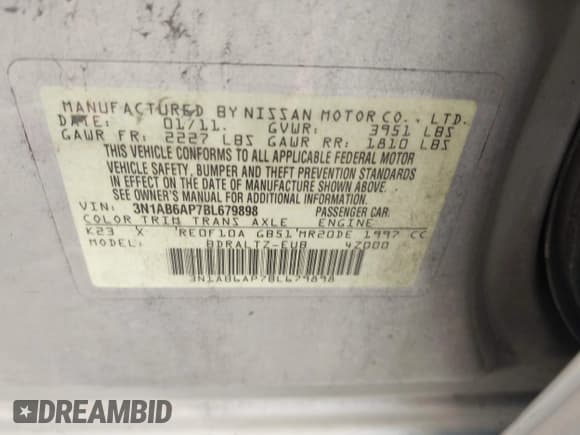 MANUFACTURED BY NISSAN MOTOR CO., LTD.
DATE: 01/11. GVWR: 3951 LBS
GAWR FR: 2227 LBS GAWR RR: 1810 LBS
THIS VEHICLE CONFORMS TO ALL APPLICABLE FEDERAL MOTOR
VEHICLE SAFETY, BUMPER AND THEFT PREVENTION STANDARDS
IN EFFECT ON THE DATE OF MANUFACTURE SHOWN ABOVE.
SEE OWNER'S MANUAL FOR ADDITIONAL INFORMATION
VIN: 3N1AB6AP7BL679898 PASSENGER CAR.
COLOR TRIM TRANS AXLE ENGINE
K23 X RE0F10A GB51 MR20DE 1997 CC
MODEL: BDRALTZ-EUB 4Z000
3N1AB6AP7BL679898
DREAMBID